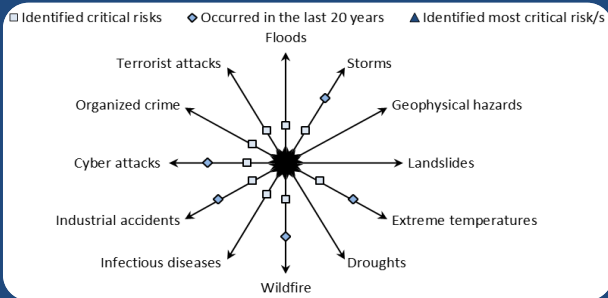 Identified critical risks Occurred in the last 20 years Identified most critical risk/s
Floods
Terrorist attacks Storms
Organized crime Geophysical hazards
Cyber attacks Landslides
Industrial accidents Extreme temperatures
Infectious diseases Droughts
Wildfire